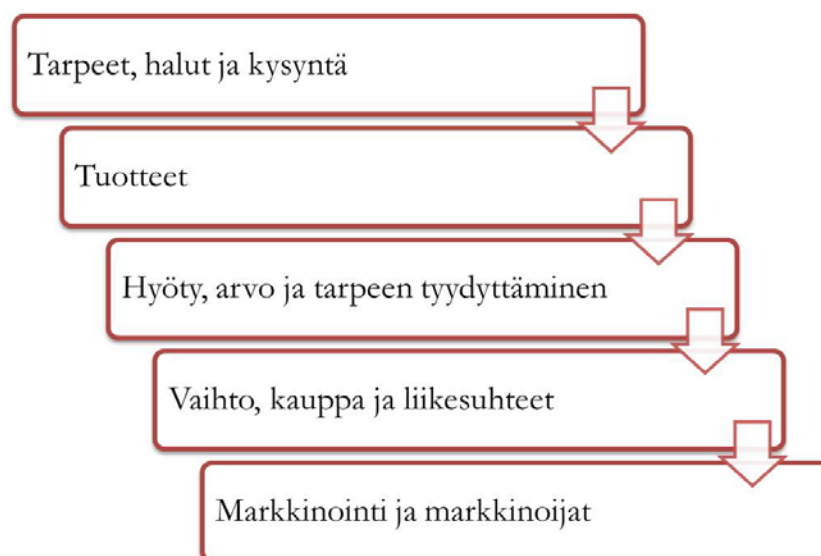 Tarpeet, halut ja kysyntä
Tuotteet
Hyöty, arvo ja tarpeen tyydyttäminen
Vaihto, kauppa ja liikesuhteet
Markkinointi ja markkinoijat